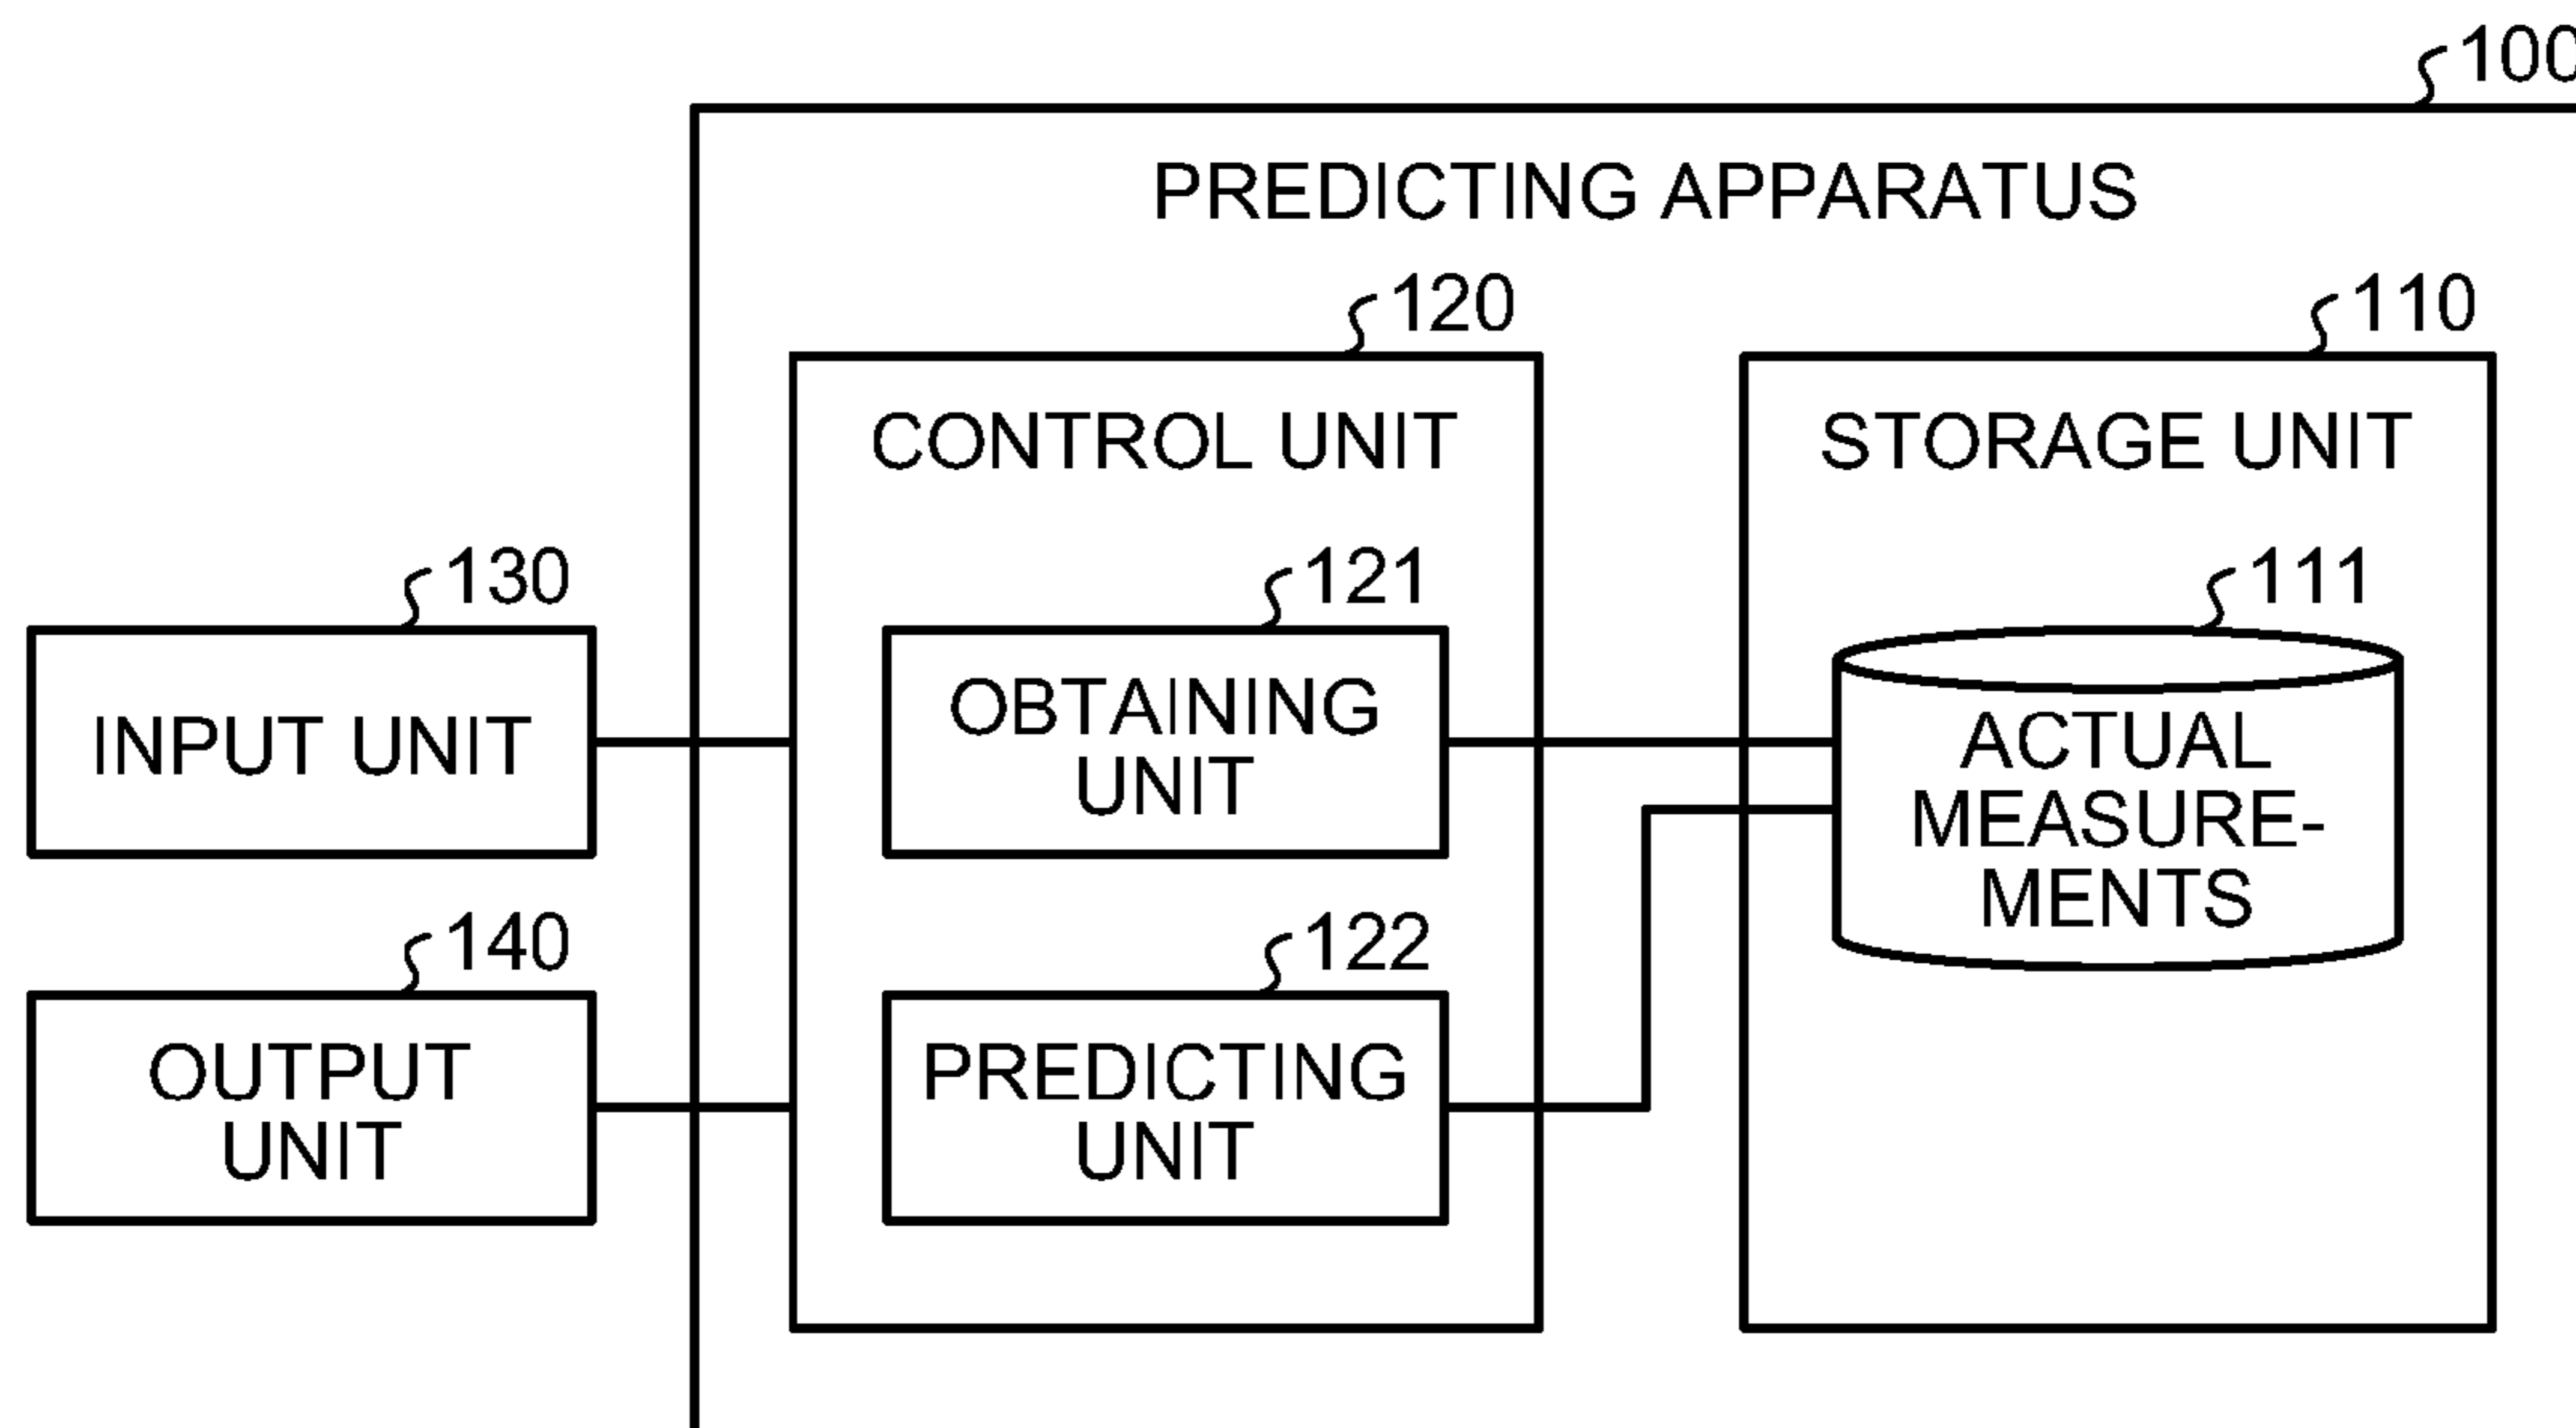 100
PREDICTING APPARATUS
120
110
CONTROL UNIT
STORAGE UNIT
130
121
111
INPUT UNIT
OBTAINING
UNIT
ACTUAL
MEASURE-
MENTS
140
122
OUTPUT
UNIT
PREDICTING
UNIT